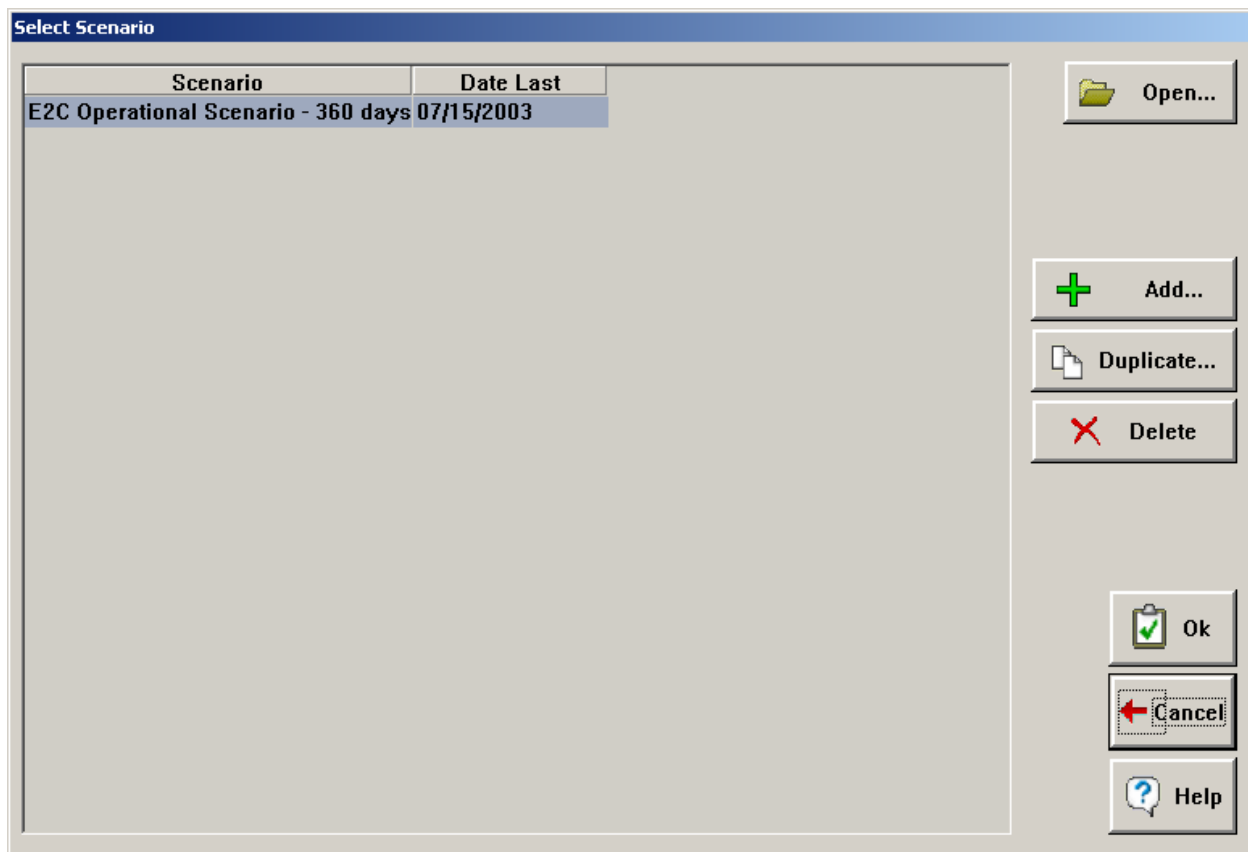 Select Scenario
Scenario Date Last
E2C Operational Scenario - 360 days 07/15/2003
Open...
Add...
Duplicate...
Delete
Ok
Cancel
Help